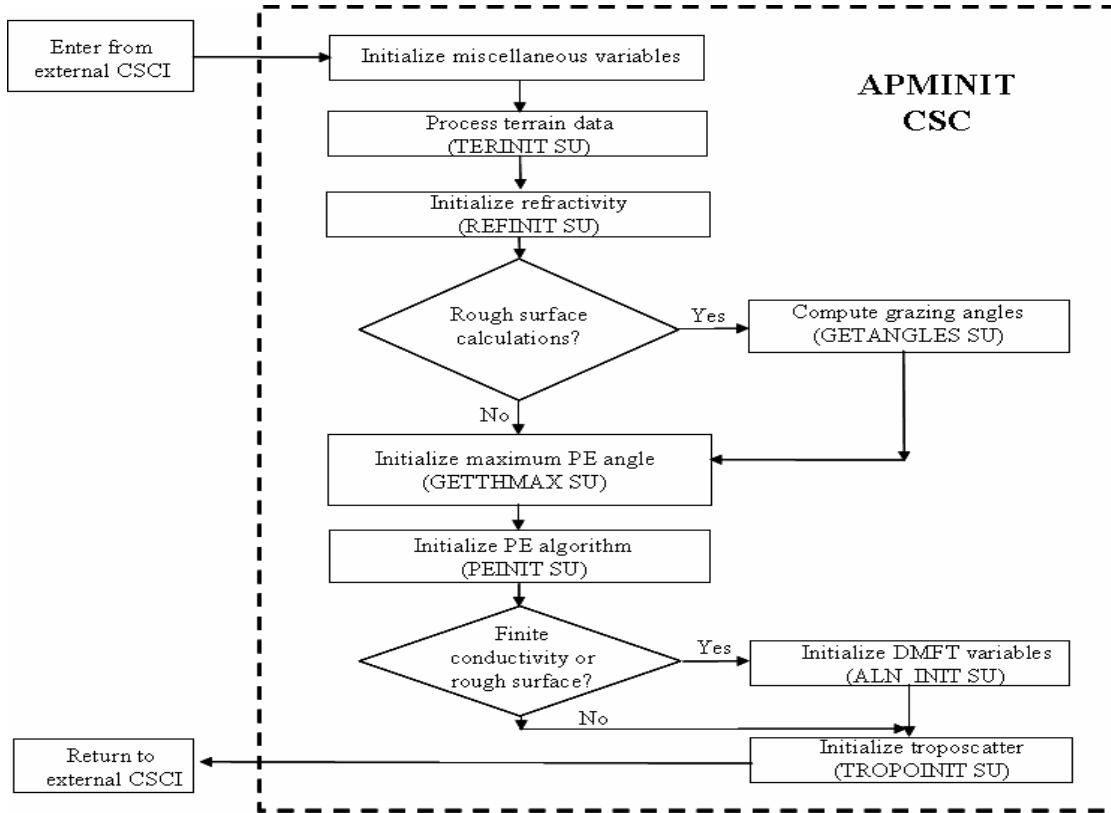 Enter from
external CSCI
Initialize miscellaneous variables
APMINIT
CSC
Process terrain data
(TERINIT SU)
Initialize refractivity
(REFINIT SU)
Rough surface
calculations?
Yes
Compute grazing angles
(GETANGLES SU)
No
Initialize maximum PE angle
(GETTHMAX SU)
Initialize PE algorithm
(PEINIT SU)
Finite
conductivity or
rough surface?
Yes
Initialize DMFT variables
(ALN_INIT SU)
No
Initialize troposcatter
(TROPOINIT SU)
Return to
external CSCI